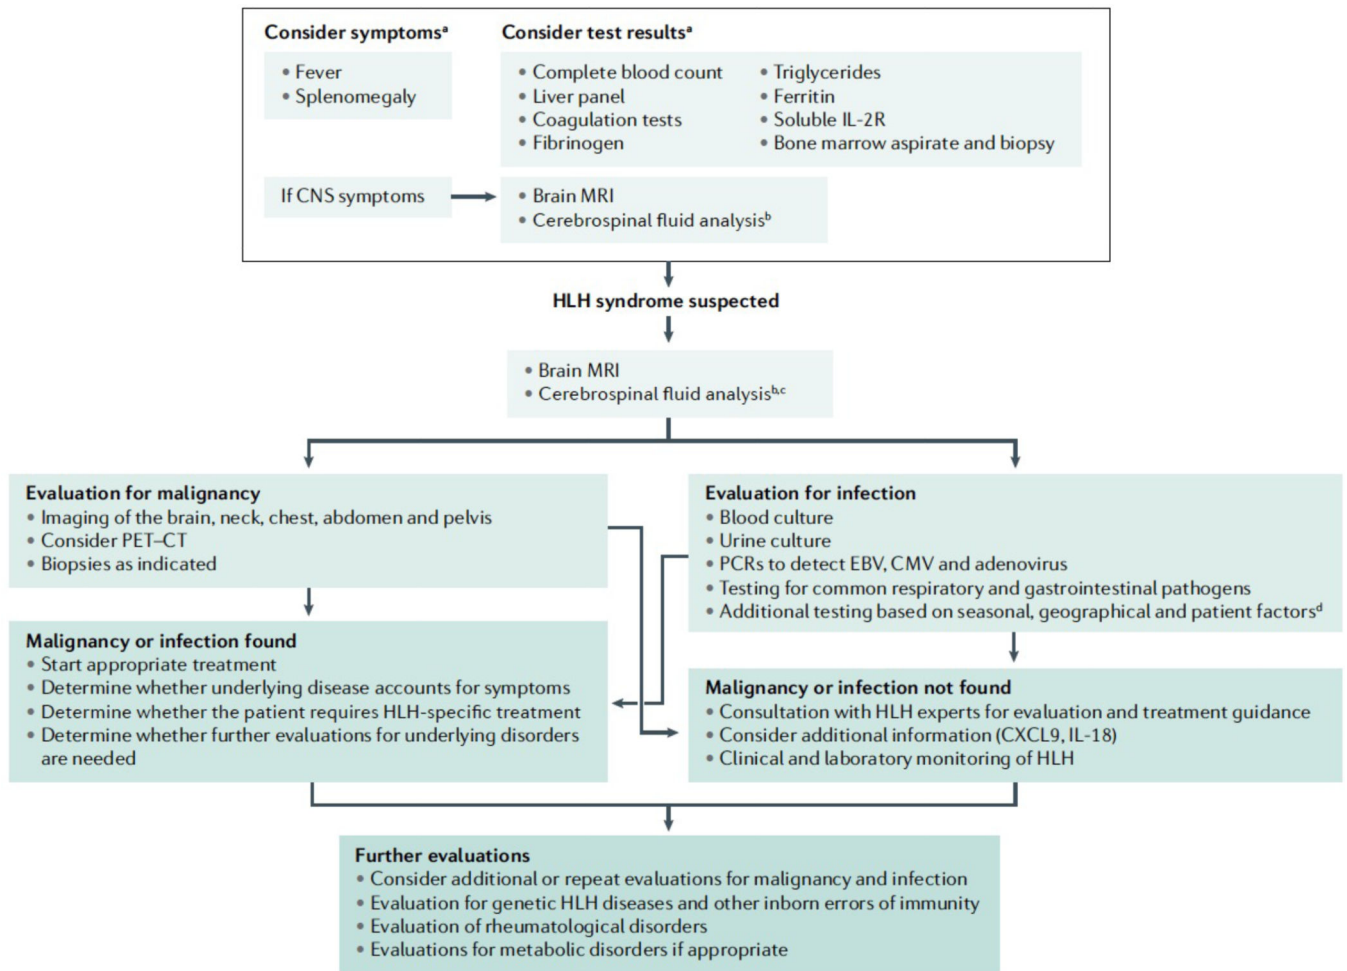 Consider symptomsᵃ
• Fever
• Splenomegaly
Consider test resultsᵃ
• Complete blood count
• Liver panel
• Coagulation tests
• Fibrinogen
• Triglycerides
• Ferritin
• Soluble IL-2R
• Bone marrow aspirate and biopsy
If CNS symptoms
• Brain MRI
• Cerebrospinal fluid analysisᵇ
HLH syndrome suspected
• Brain MRI
• Cerebrospinal fluid analysisᵇ,ᶜ
Evaluation for malignancy
• Imaging of the brain, neck, chest, abdomen and pelvis
• Consider PET–CT
• Biopsies as indicated
Evaluation for infection
• Blood culture
• Urine culture
• PCRs to detect EBV, CMV and adenovirus
• Testing for common respiratory and gastrointestinal pathogens
• Additional testing based on seasonal, geographical and patient factorsᵈ
Malignancy or infection found
• Start appropriate treatment
• Determine whether underlying disease accounts for symptoms
• Determine whether the patient requires HLH-specific treatment
• Determine whether further evaluations for underlying disorders
are needed
Malignancy or infection not found
• Consultation with HLH experts for evaluation and treatment guidance
• Consider additional information (CXCL9, IL-18)
• Clinical and laboratory monitoring of HLH
Further evaluations
• Consider additional or repeat evaluations for malignancy and infection
• Evaluation for genetic HLH diseases and other inborn errors of immunity
• Evaluation of rheumatological disorders
• Evaluations for metabolic disorders if appropriate